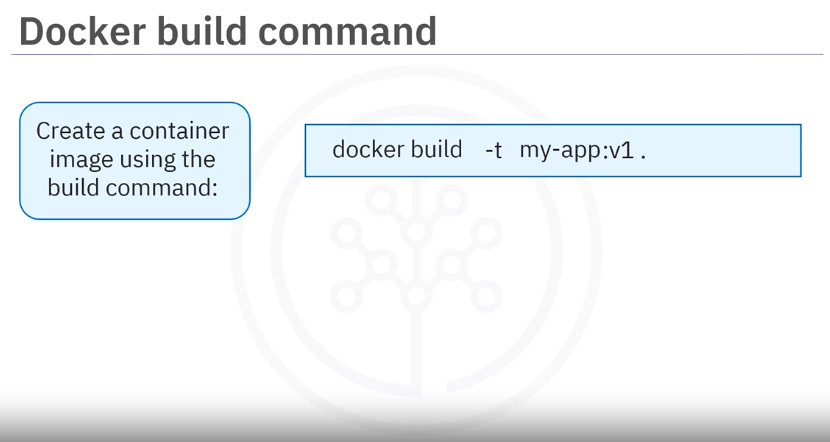 Docker build command
Create a container
image using the
build command:
docker build -t my-app:v1 .